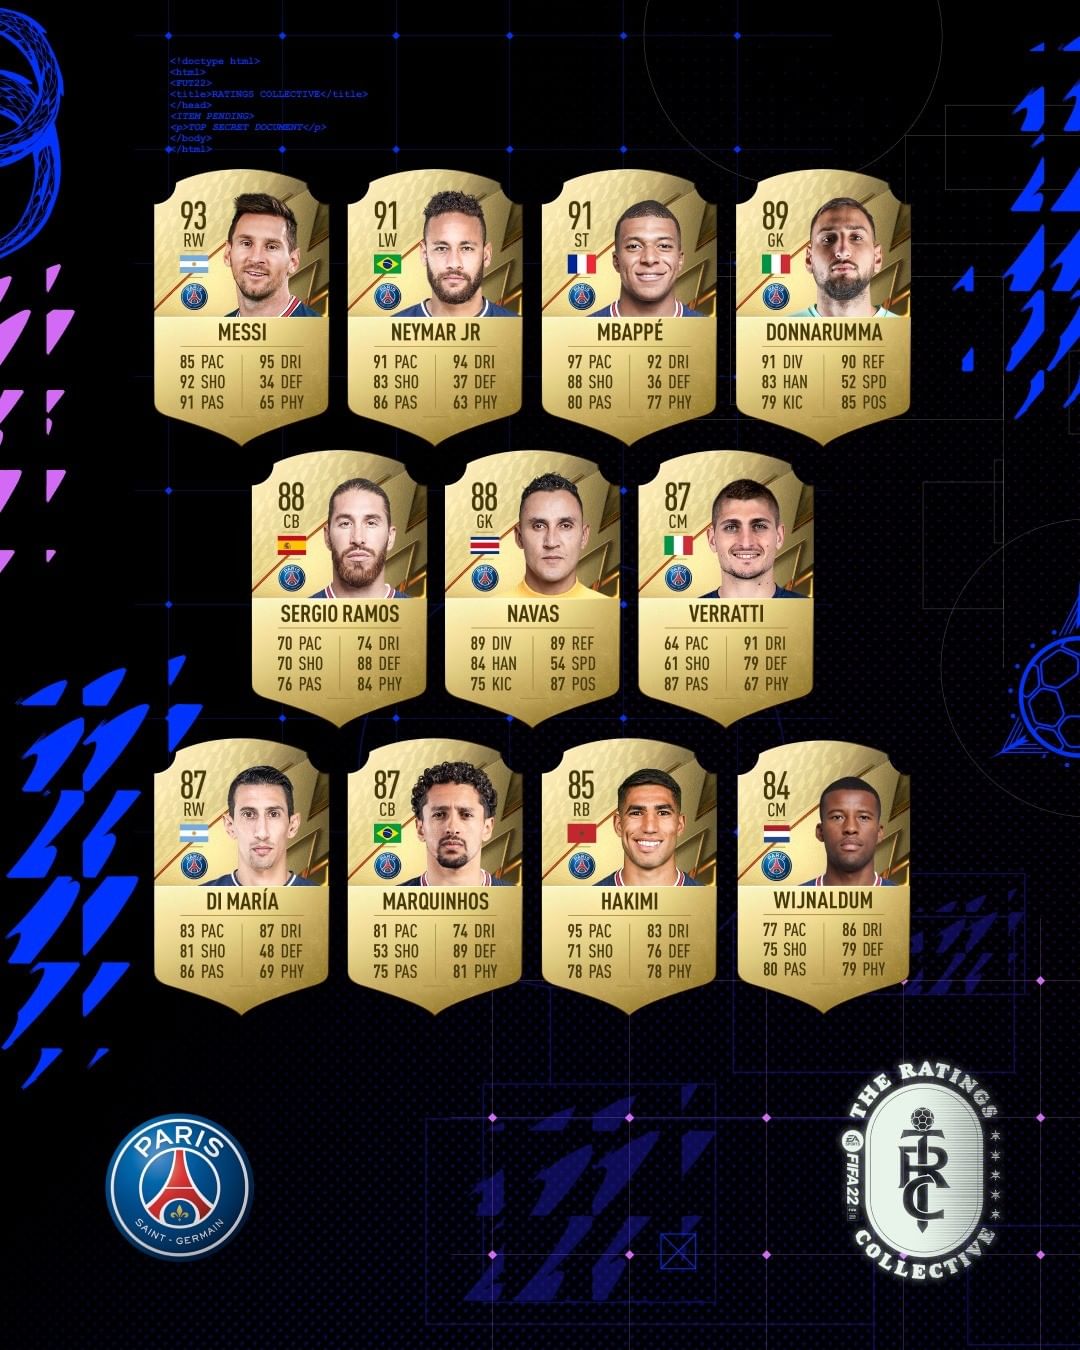 <!doctype html>
<html>
<FUT22>
<title>RATINGS COLLECTIVE</title>
</head>
<ITEM PENDING>
<p>TOP SECRET DOCUMENT</p>
</body>
</html>
93
RW
MESSI
85 PAC 95 DRI
92 SHO 34 DEF
91 PAS 65 PHY
91
LW
NEYMAR JR
91 PAC 94 DRI
83 SHO 37 DEF
86 PAS 63 PHY
91
ST
MBAPPÉ
97 PAC 92 DRI
88 SHO 36 DEF
80 PAS 77 PHY
89
GK
DONNARUMMA
91 DIV 90 REF
83 HAN 52 SPD
79 KIC 85 POS
88
CB
SERGIO RAMOS
70 PAC 74 DRI
70 SHO 88 DEF
76 PAS 84 PHY
88
GK
NAVAS
89 DIV 89 REF
84 HAN 54 SPD
75 KIC 87 POS
87
CM
VERRATTI
64 PAC 91 DRI
61 SHO 79 DEF
87 PAS 67 PHY
87
RW
DI MARÍA
83 PAC 87 DRI
81 SHO 48 DEF
86 PAS 69 PHY
87
CB
MARQUINHOS
81 PAC 74 DRI
53 SHO 89 DEF
75 PAS 81 PHY
85
RB
HAKIMI
95 PAC 83 DRI
71 SHO 76 DEF
78 PAS 78 PHY
84
CM
WIJNALDUM
77 PAC 86 DRI
75 SHO 79 DEF
80 PAS 79 PHY
PARIS
SAINT-GERMAIN
THE RATINGS
EA SPORTS FIFA 22
TRC
COLLECTIVE